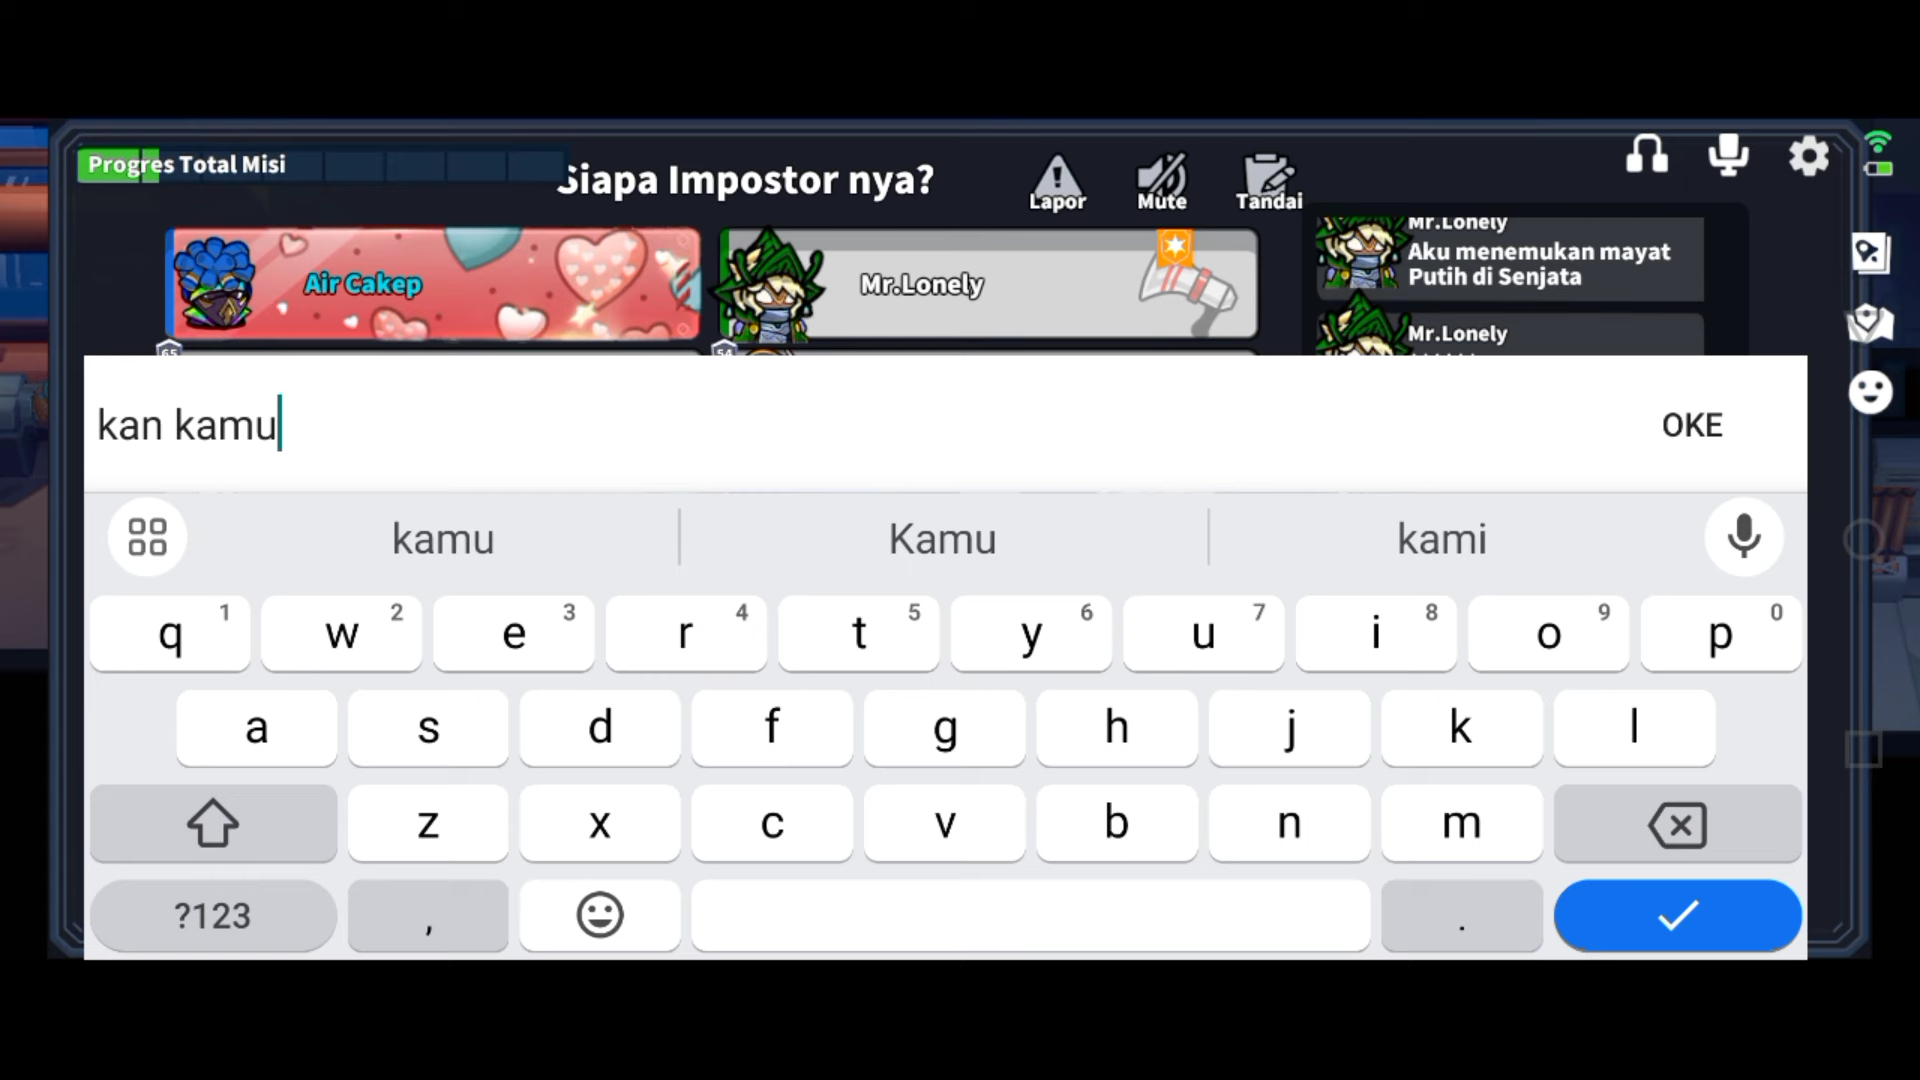 Progres Total Misi
Siapa Impostor nya?
Lapor
Mute
Tandai
Air Cakep
Mr.Lonely
Mr.Lonely
Aku menemukan mayat
Putih di Senjata
Mr.Lonely
65
54
kan kamu
OKE
kamu
Kamu
kami
q 1 w 2 e 3 r 4 t 5 y 6 u 7 i 8 o 9 p 0
a s d f g h j k l
z x c v b n m
?123 , .